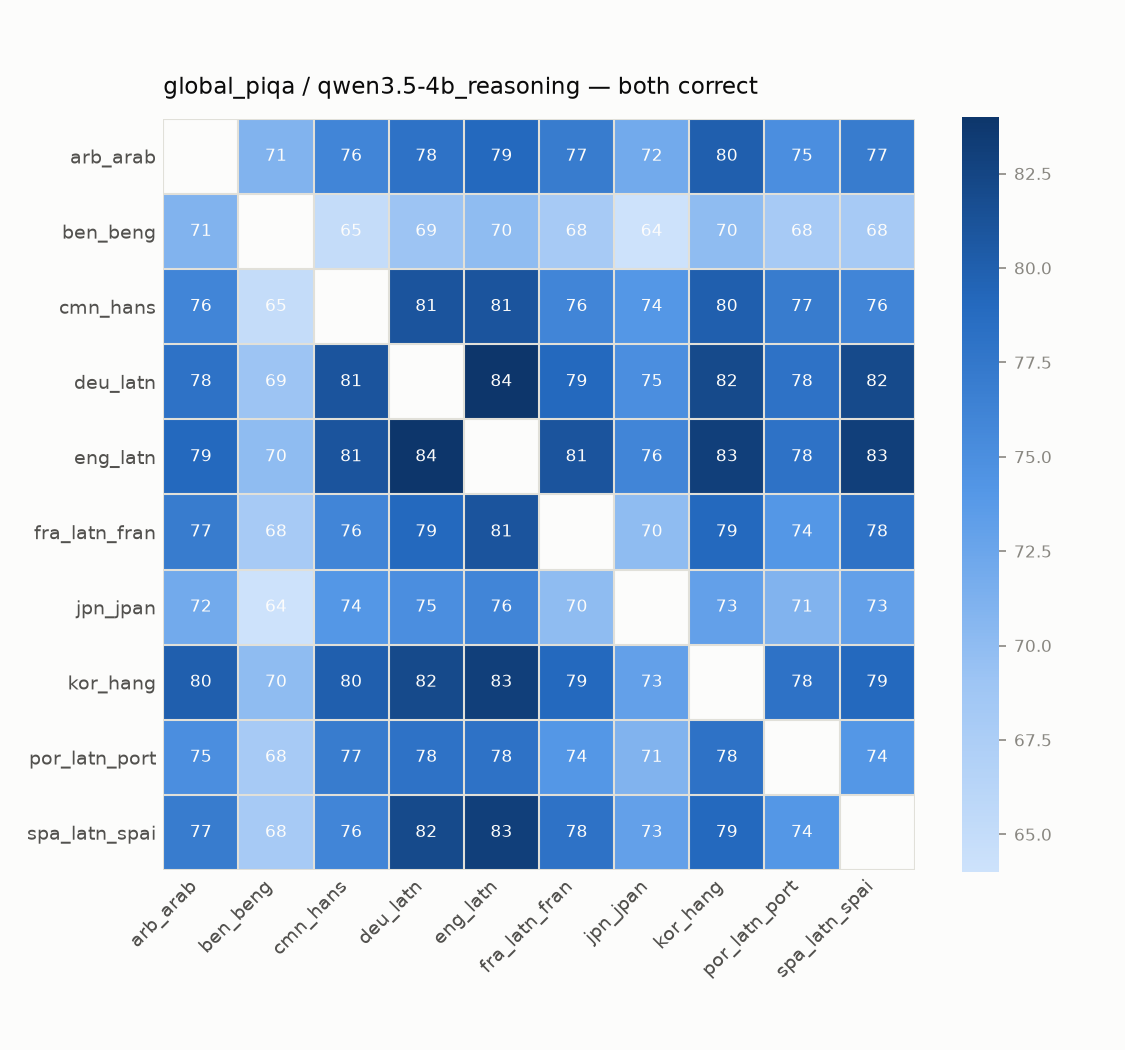 global_piqa / qwen3.5-4b_reasoning — both correct
arb_arab 71 76 78 79 77 72 80 75 77
ben_beng 71 65 69 70 68 64 70 68 68
cmn_hans 76 65 81 81 76 74 80 77 76
deu_latn 78 69 81 84 79 75 82 78 82
eng_latn 79 70 81 84 81 76 83 78 83
fra_latn_fran 77 68 76 79 81 70 79 74 78
jpn_jpan 72 64 74 75 76 70 73 71 73
kor_hang 80 70 80 82 83 79 73 78 79
por_latn_port 75 68 77 78 78 74 71 78 74
spa_latn_spai 77 68 76 82 83 78 73 79 74
arb_arab ben_beng cmn_hans deu_latn eng_latn fra_latn_fran jpn_jpan kor_hang por_latn_port spa_latn_spai
82.5
80.0
77.5
75.0
72.5
70.0
67.5
65.0